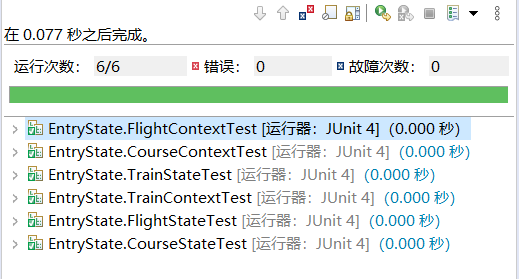 在 0.077 秒之后完成。
运行次数： 6/6 错误： 0 故障次数： 0
EntryState.FlightContextTest [运行器：JUnit 4] (0.000 秒)
EntryState.CourseContextTest [运行器：JUnit 4] (0.000 秒)
EntryState.TrainStateTest [运行器：JUnit 4] (0.000 秒)
EntryState.TrainContextTest [运行器：JUnit 4] (0.000 秒)
EntryState.FlightStateTest [运行器：JUnit 4] (0.000 秒)
EntryState.CourseStateTest [运行器：JUnit 4] (0.000 秒)